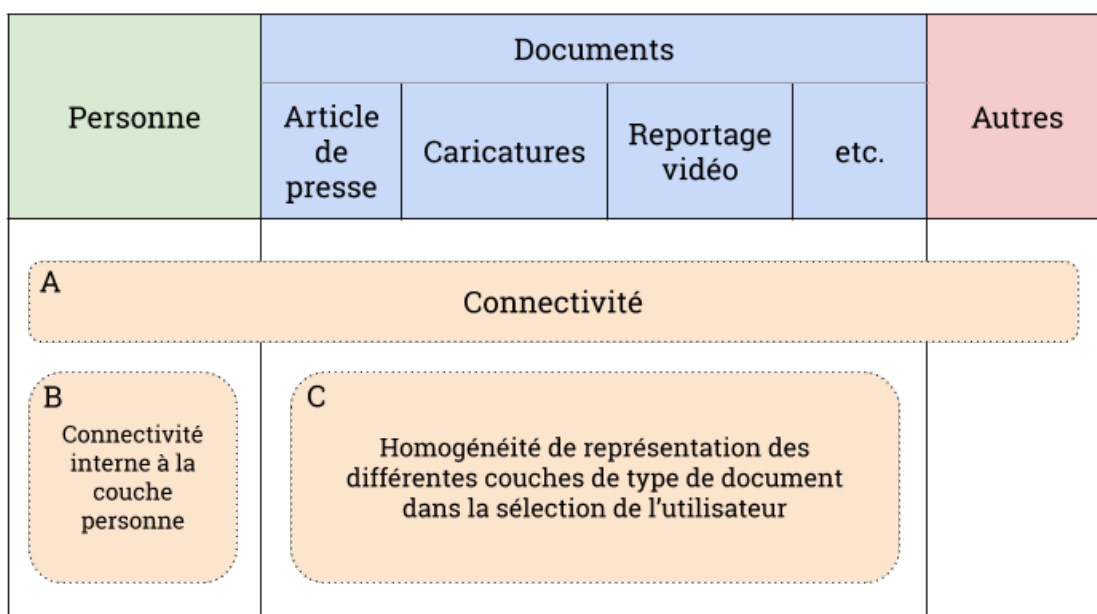 Personne
Documents
Article
de
presse
Caricatures
Reportage
vidéo
etc.
Autres
A
Connectivité
B
Connectivité
interne à la
couche
personne
C
Homogénéité de représentation des
différentes couches de type de document
dans la sélection de l'utilisateur